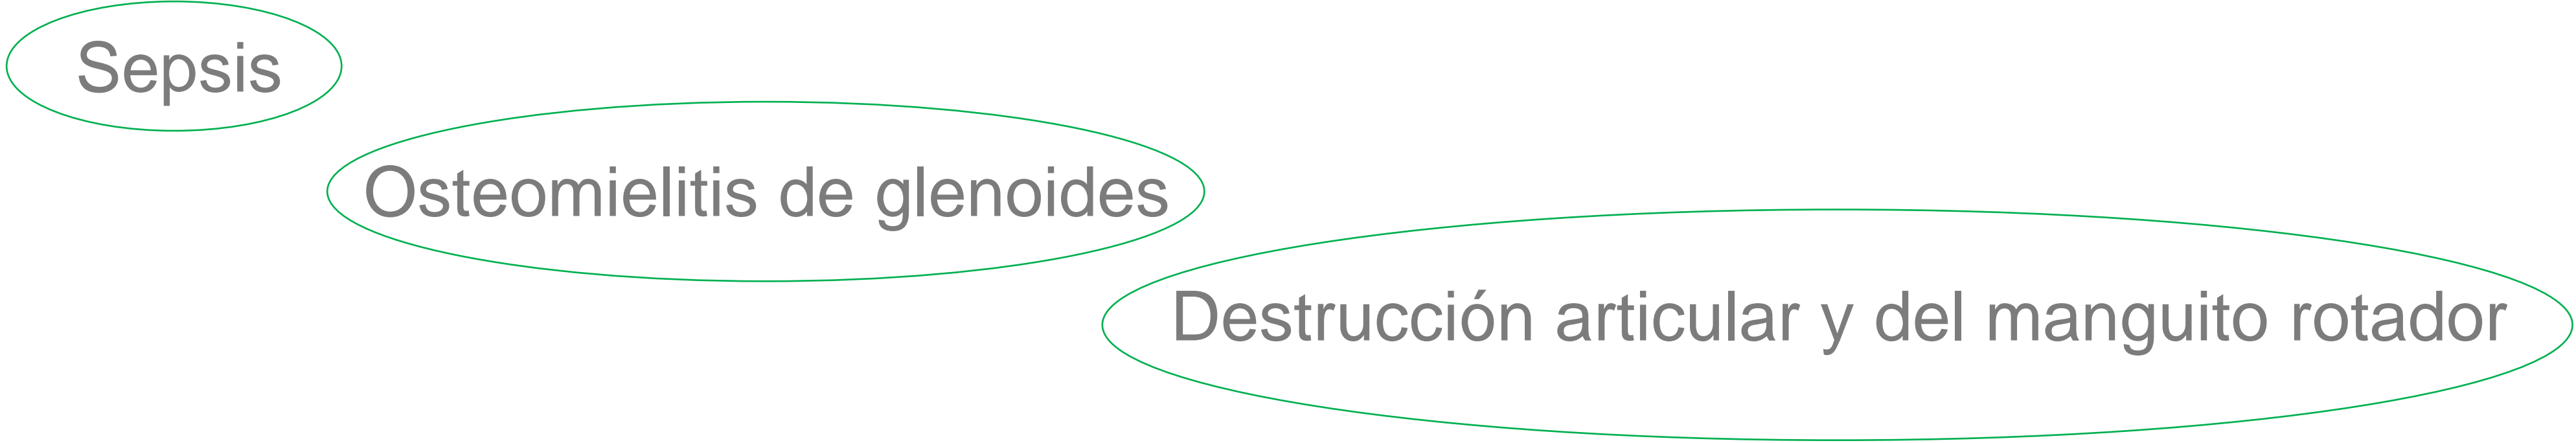 Sepsis
Osteomielitis de glenoides
Destrucción articular y del manguito rotador